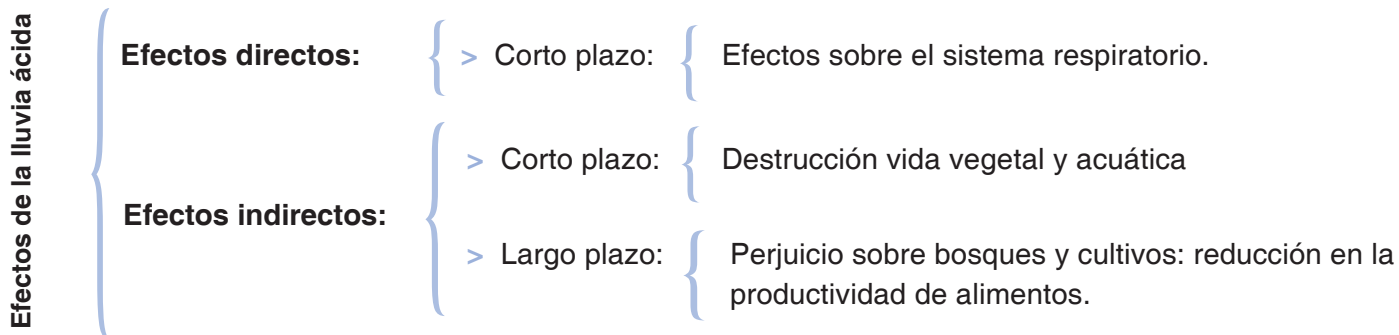 Efectos de la lluvia ácida
Efectos directos:
> Corto plazo:
Efectos sobre el sistema respiratorio.
Efectos indirectos:
> Corto plazo:
Destrucción vida vegetal y acuática
> Largo plazo:
Perjuicio sobre bosques y cultivos: reducción en la
productividad de alimentos.